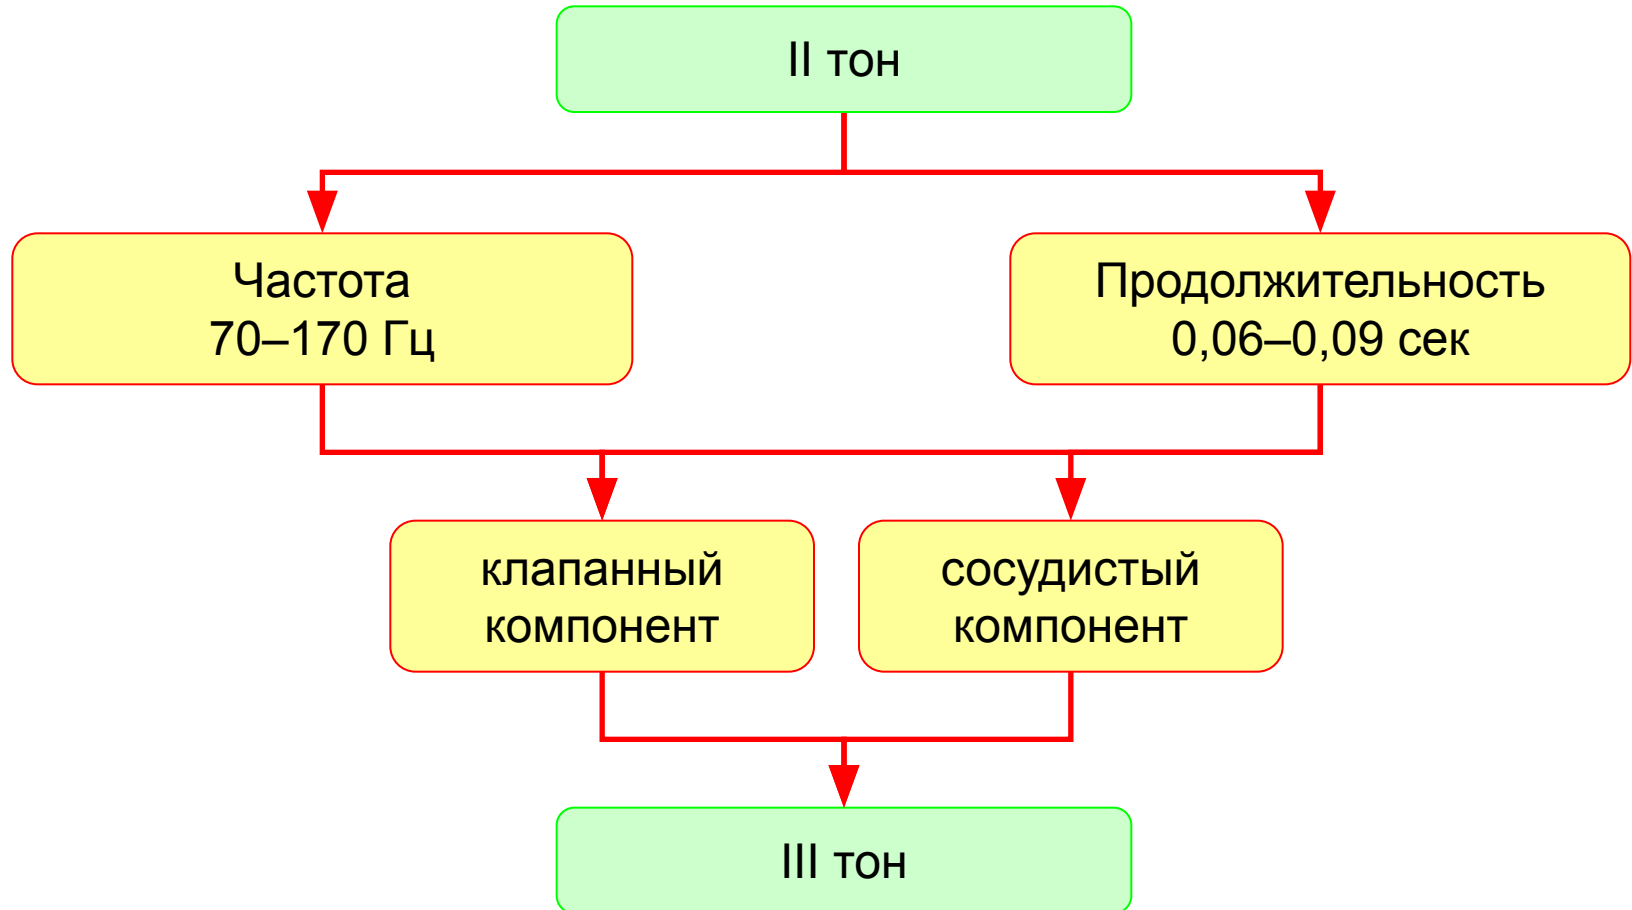 II тон
Частота
70–170 Гц
Продолжительность
0,06–0,09 сек
клапанный
компонент
сосудистый
компонент
III тон